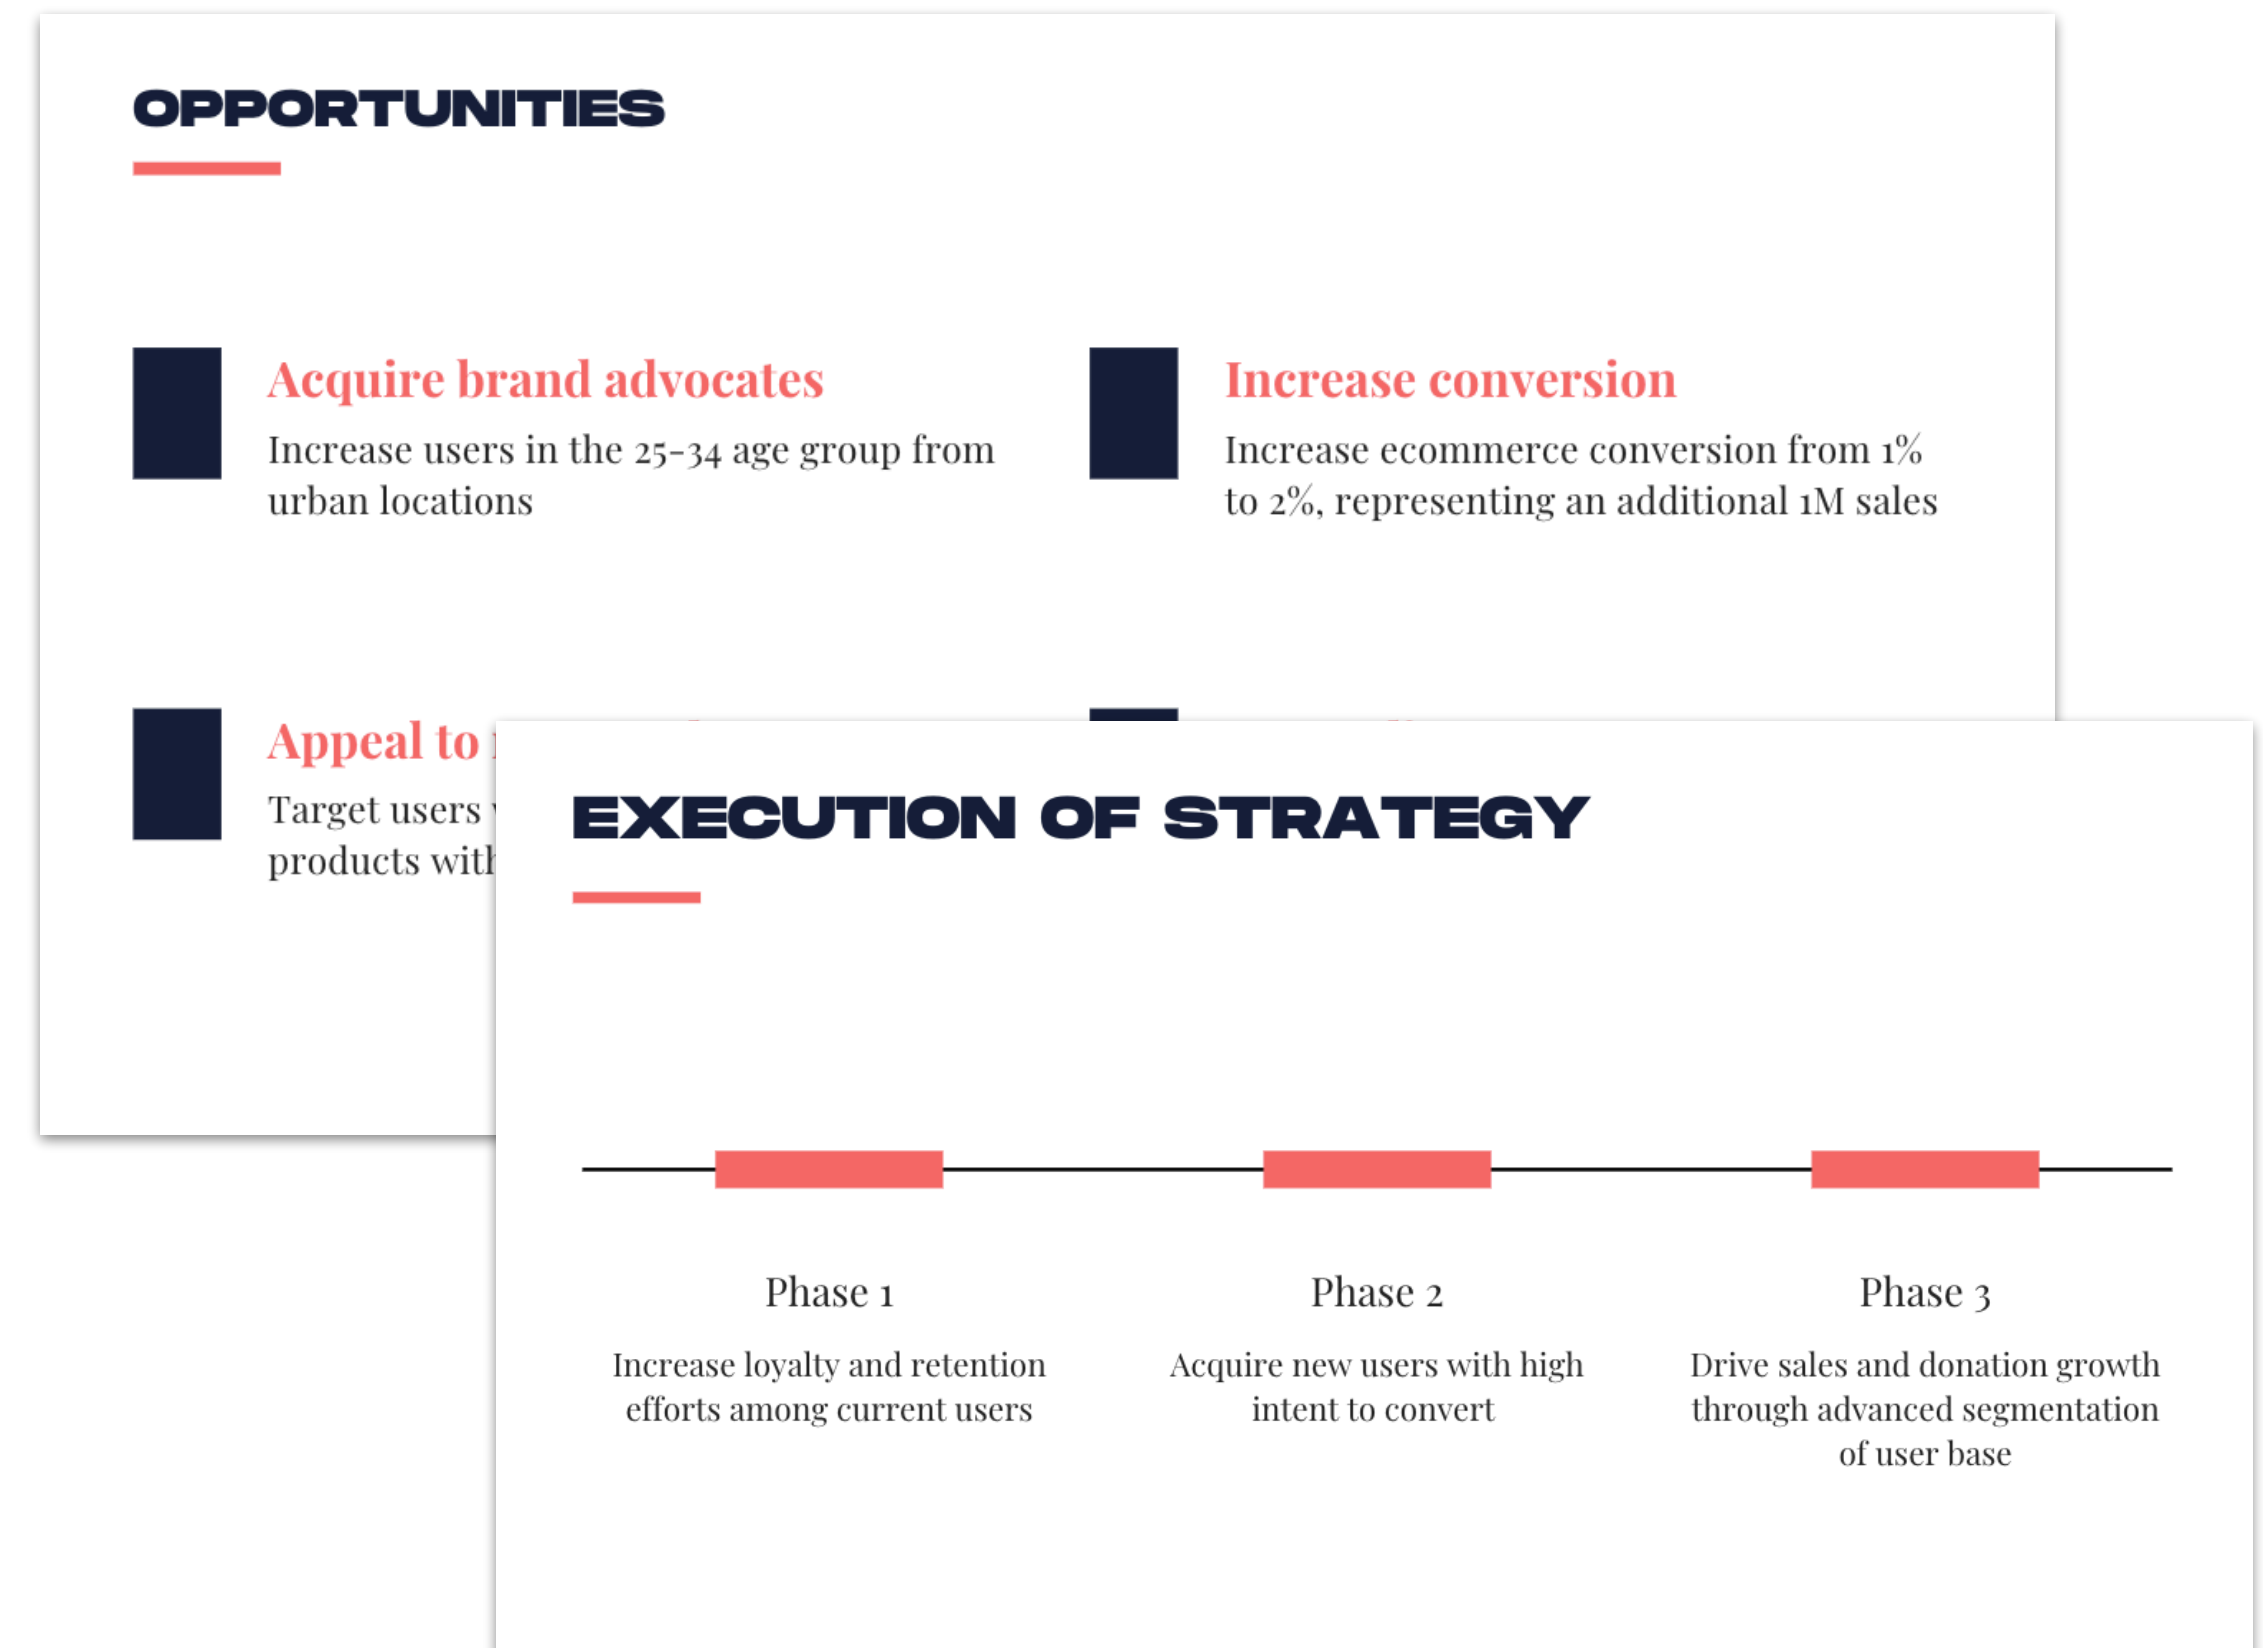 OPPORTUNITIES
Acquire brand advocates
Increase users in the 25-34 age group from
urban locations
Increase conversion
Increase ecommerce conversion from 1%
to 2%, representing an additional 1M sales
Appeal to
Target users
products with
EXECUTION OF STRATEGY
Phase 1
Increase loyalty and retention
efforts among current users
Phase 2
Acquire new users with high
intent to convert
Phase 3
Drive sales and donation growth
through advanced segmentation
of user base